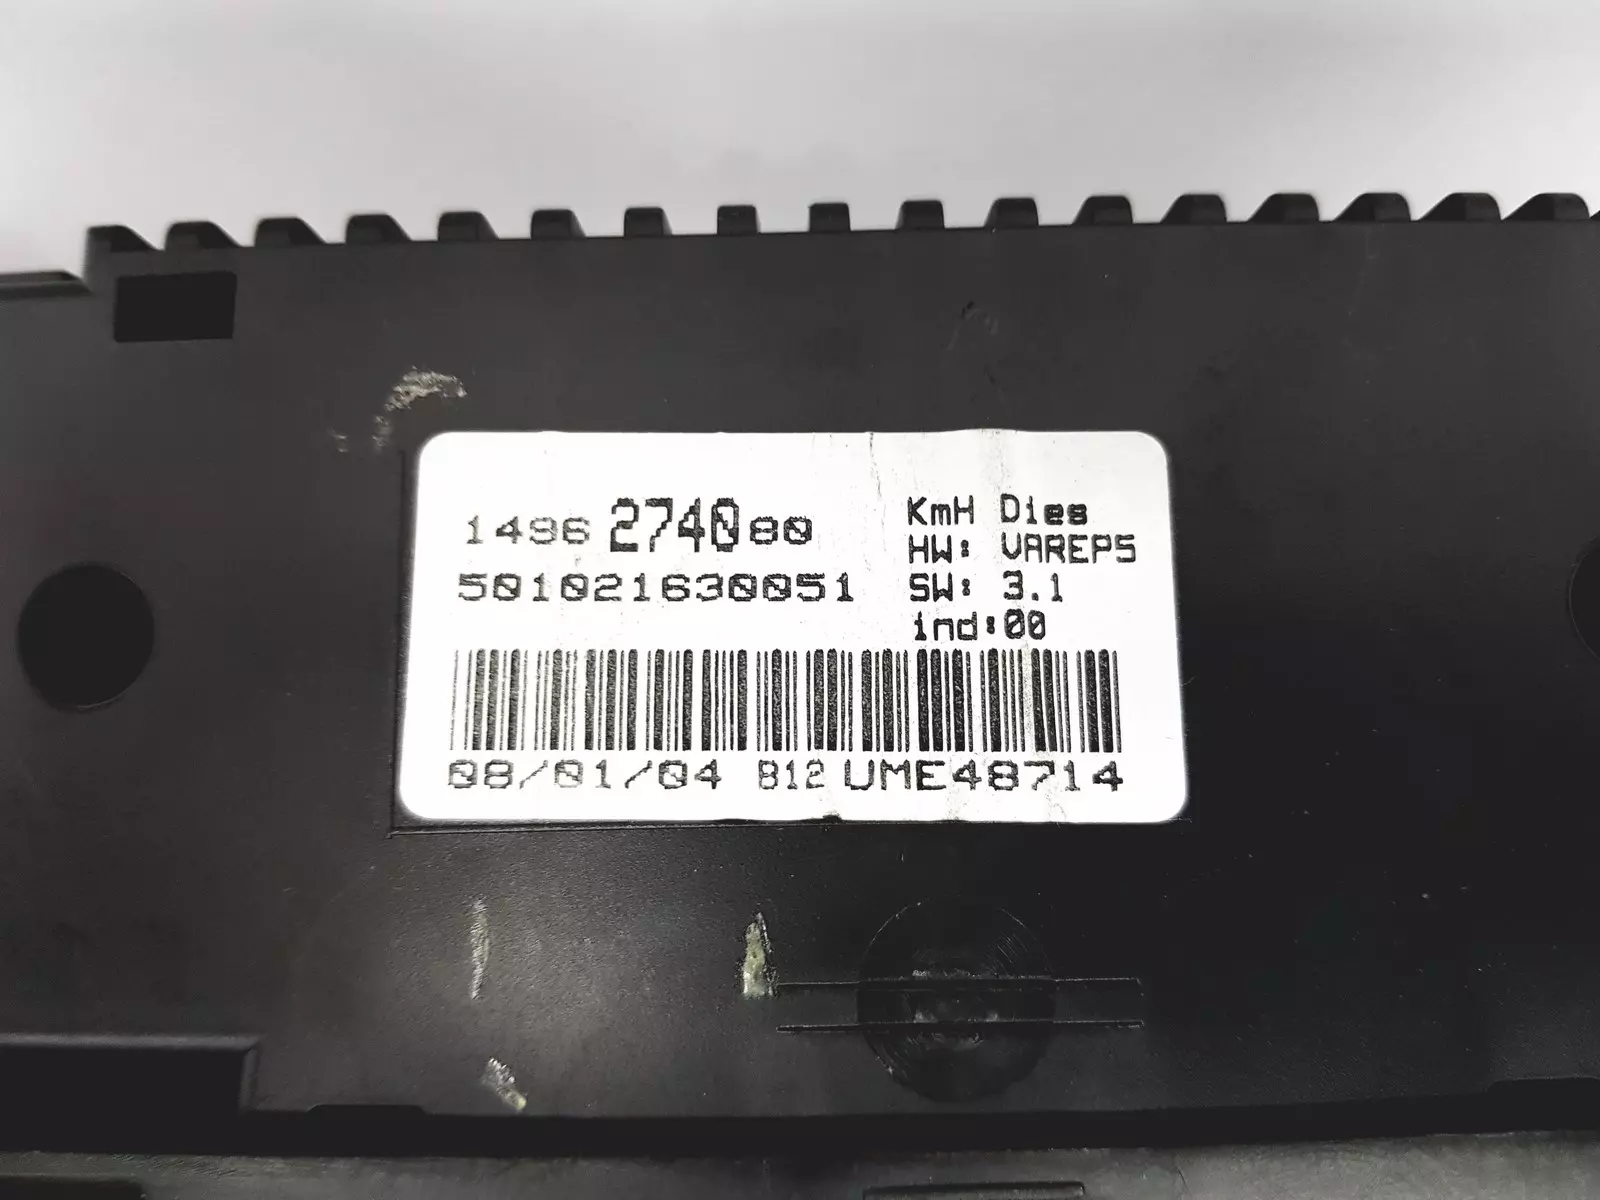 1496 2740 80
501021630051
KmH Dies
HW: VAREP5
SW: 3.1
ind:00
08/01/04 812 UME48714